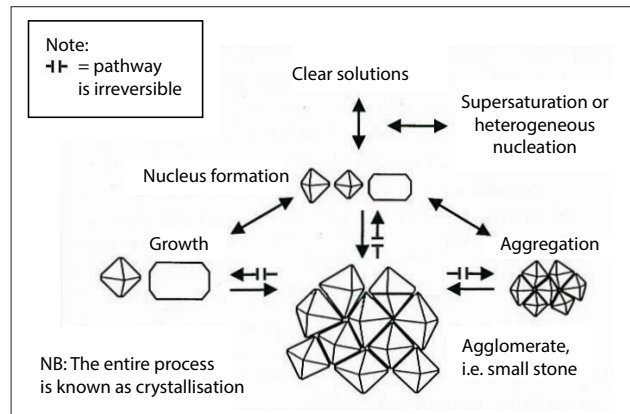 Note:
= pathway
is irreversible
Clear solutions
Supersaturation or
heterogeneous
nucleation
Nucleus formation
Growth
Aggregation
NB: The entire process
is known as crystallisation
Agglomerate,
i.e. small stone